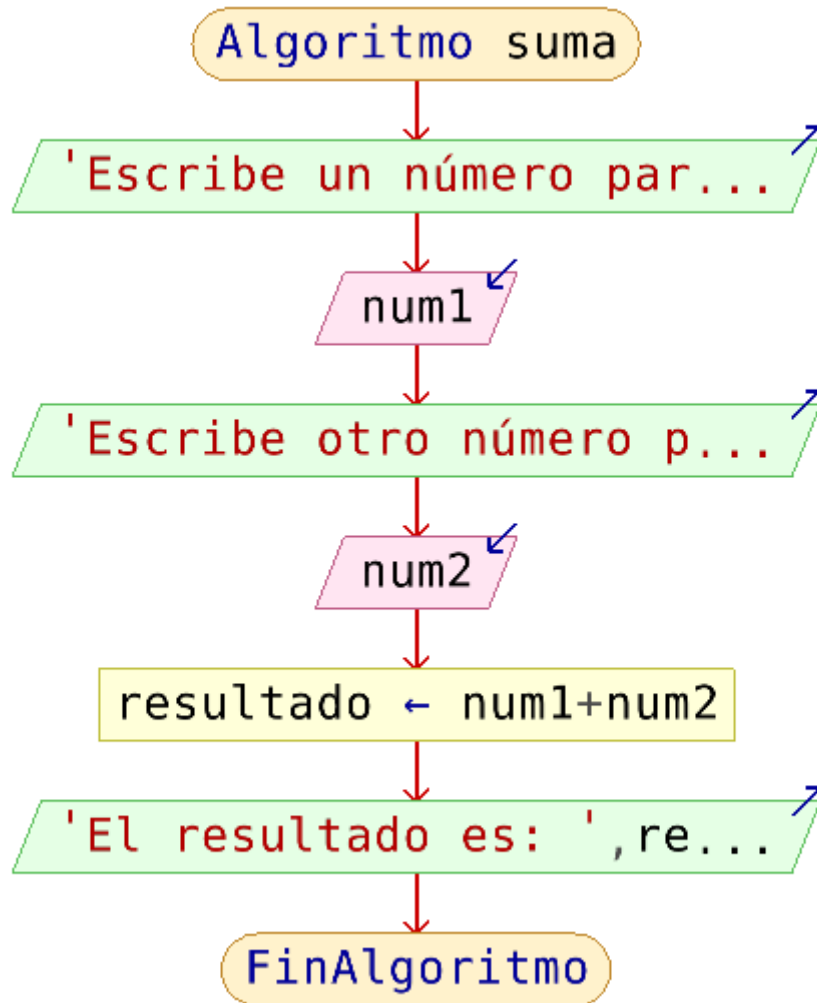 Algoritmo suma
'Escribe un número par...
num1
'Escribe otro número p...
num2
resultado ← num1+num2
'El resultado es: ',re...
FinAlgoritmo